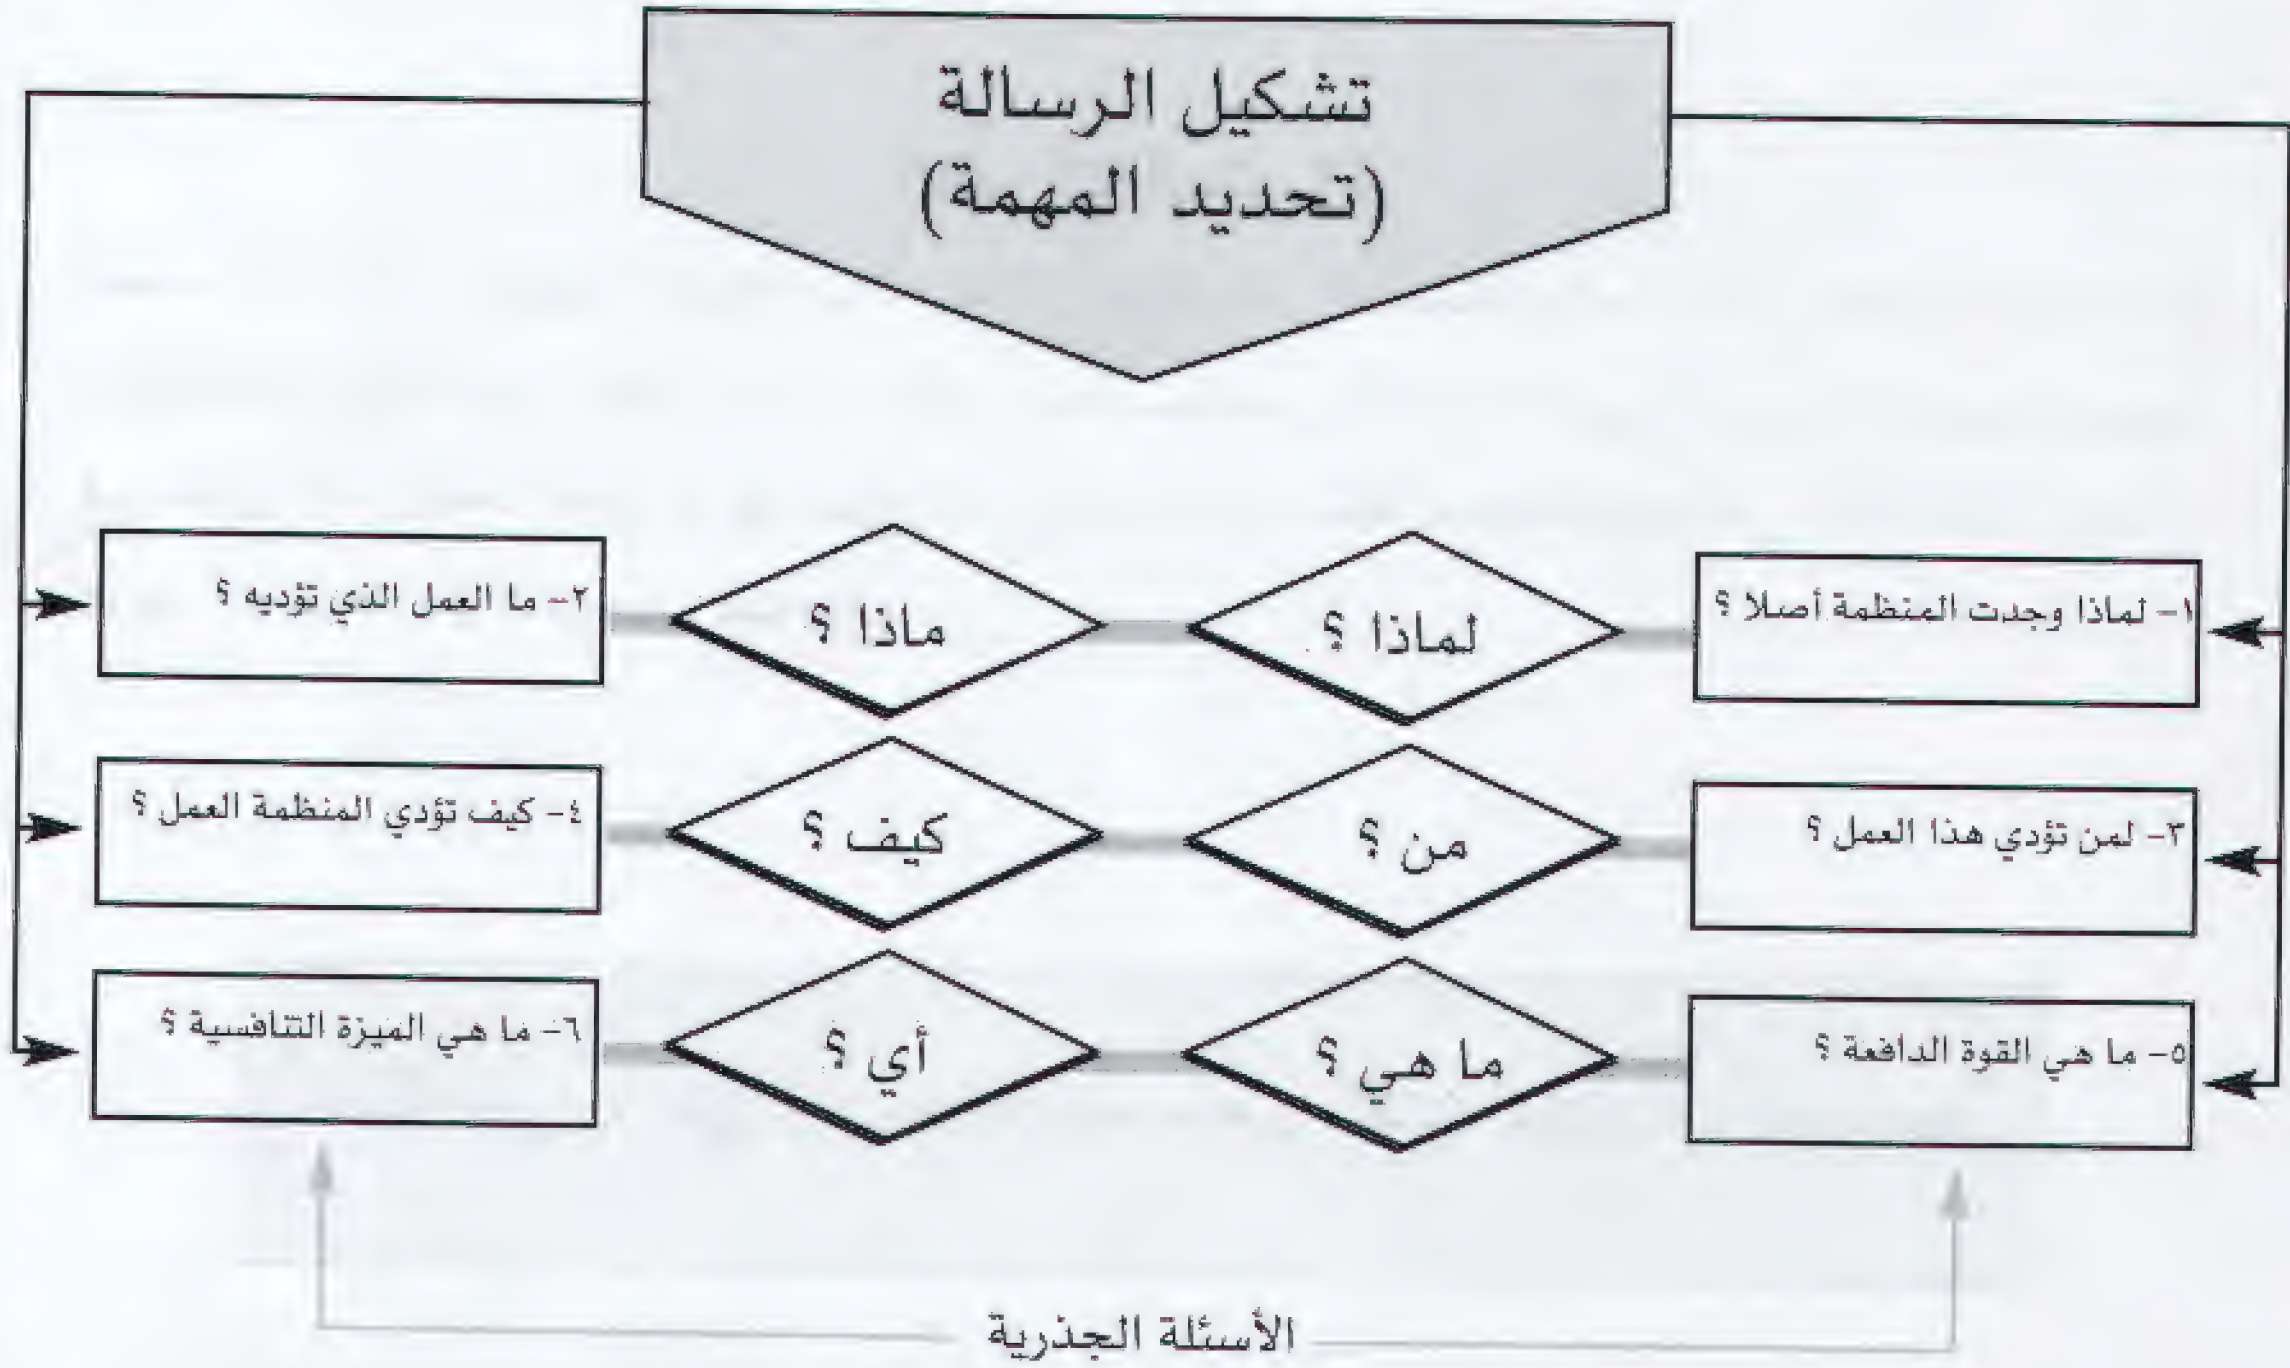 تشكيل الرسالة
(تحديد المهمة)
١- لماذا وجدت المنظمة أصلا ؟
لماذا ؟
ماذا ؟
٢- ما العمل الذي تؤديه ؟
٣- لمن تؤدي هذا العمل ؟
من ؟
كيف ؟
٤- كيف تؤدي المنظمة العمل ؟
٥- ما هي القوة الدافعة ؟
ما هي ؟
أي ؟
٦- ما هي الميزة التنافسية ؟
الأسئلة الجذرية